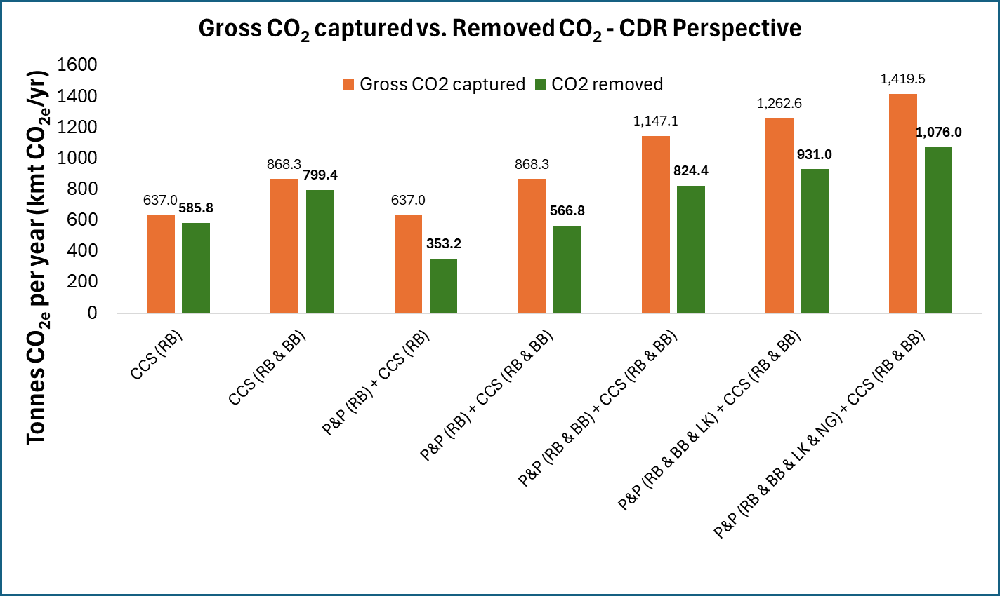 Gross CO2 captured vs. Removed CO2 - CDR Perspective
Tonnes CO2e per year (kmt CO2e/yr)
1600
1400
1200
1000
800
600
400
200
0
Gross CO2 captured CO2 removed
637.0 585.8
868.3 799.4
637.0 353.2
868.3 566.8
1,147.1 824.4
1,262.6 931.0
1,419.5 1,076.0
CCS (RB)
CCS (RB & BB)
P&P (RB) + CCS (RB)
P&P (RB) + CCS (RB & BB)
P&P (RB & BB) + CCS (RB & BB)
P&P (RB & BB & LK) + CCS (RB & BB)
P&P (RB & BB & LK & NG) + CCS (RB & BB)